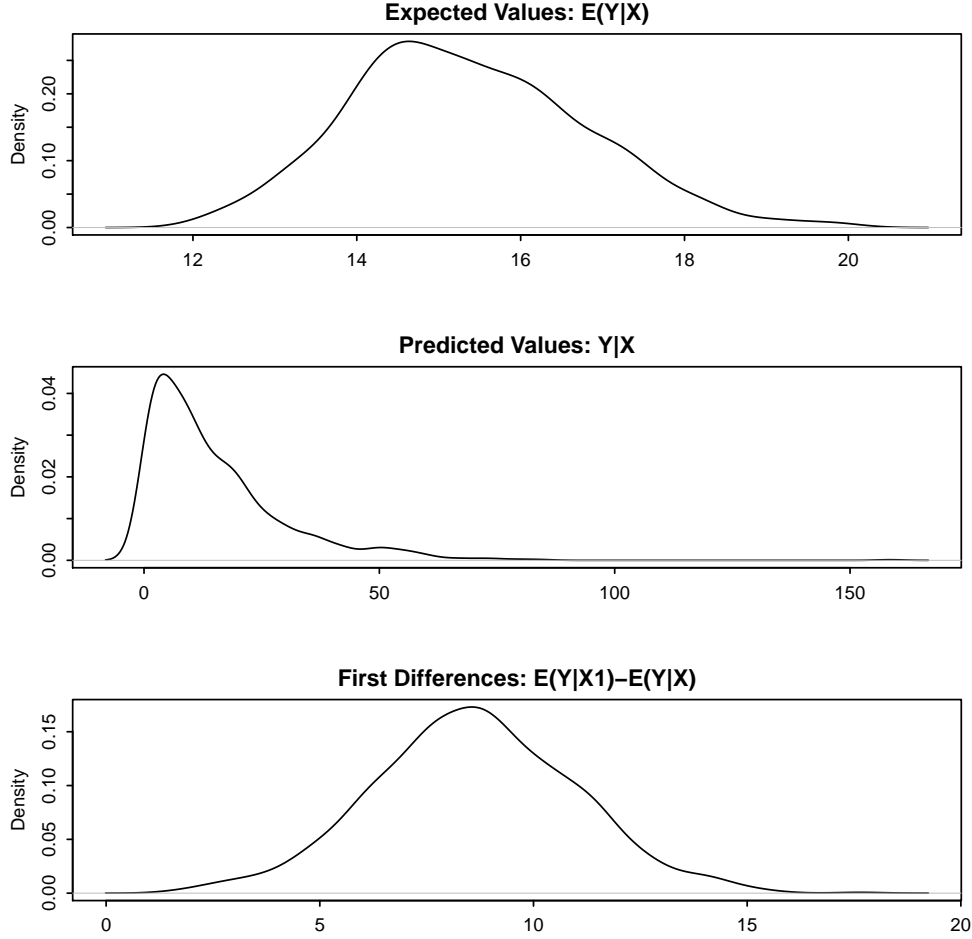 Expected Values: E(Y|X)
Density
0.00 0.10 0.20
12 14 16 18 20
Predicted Values: Y|X
Density
0.00 0.02 0.04
0 50 100 150
First Differences: E(Y|X1)−E(Y|X)
Density
0.00 0.05 0.10 0.15
0 5 10 15 20